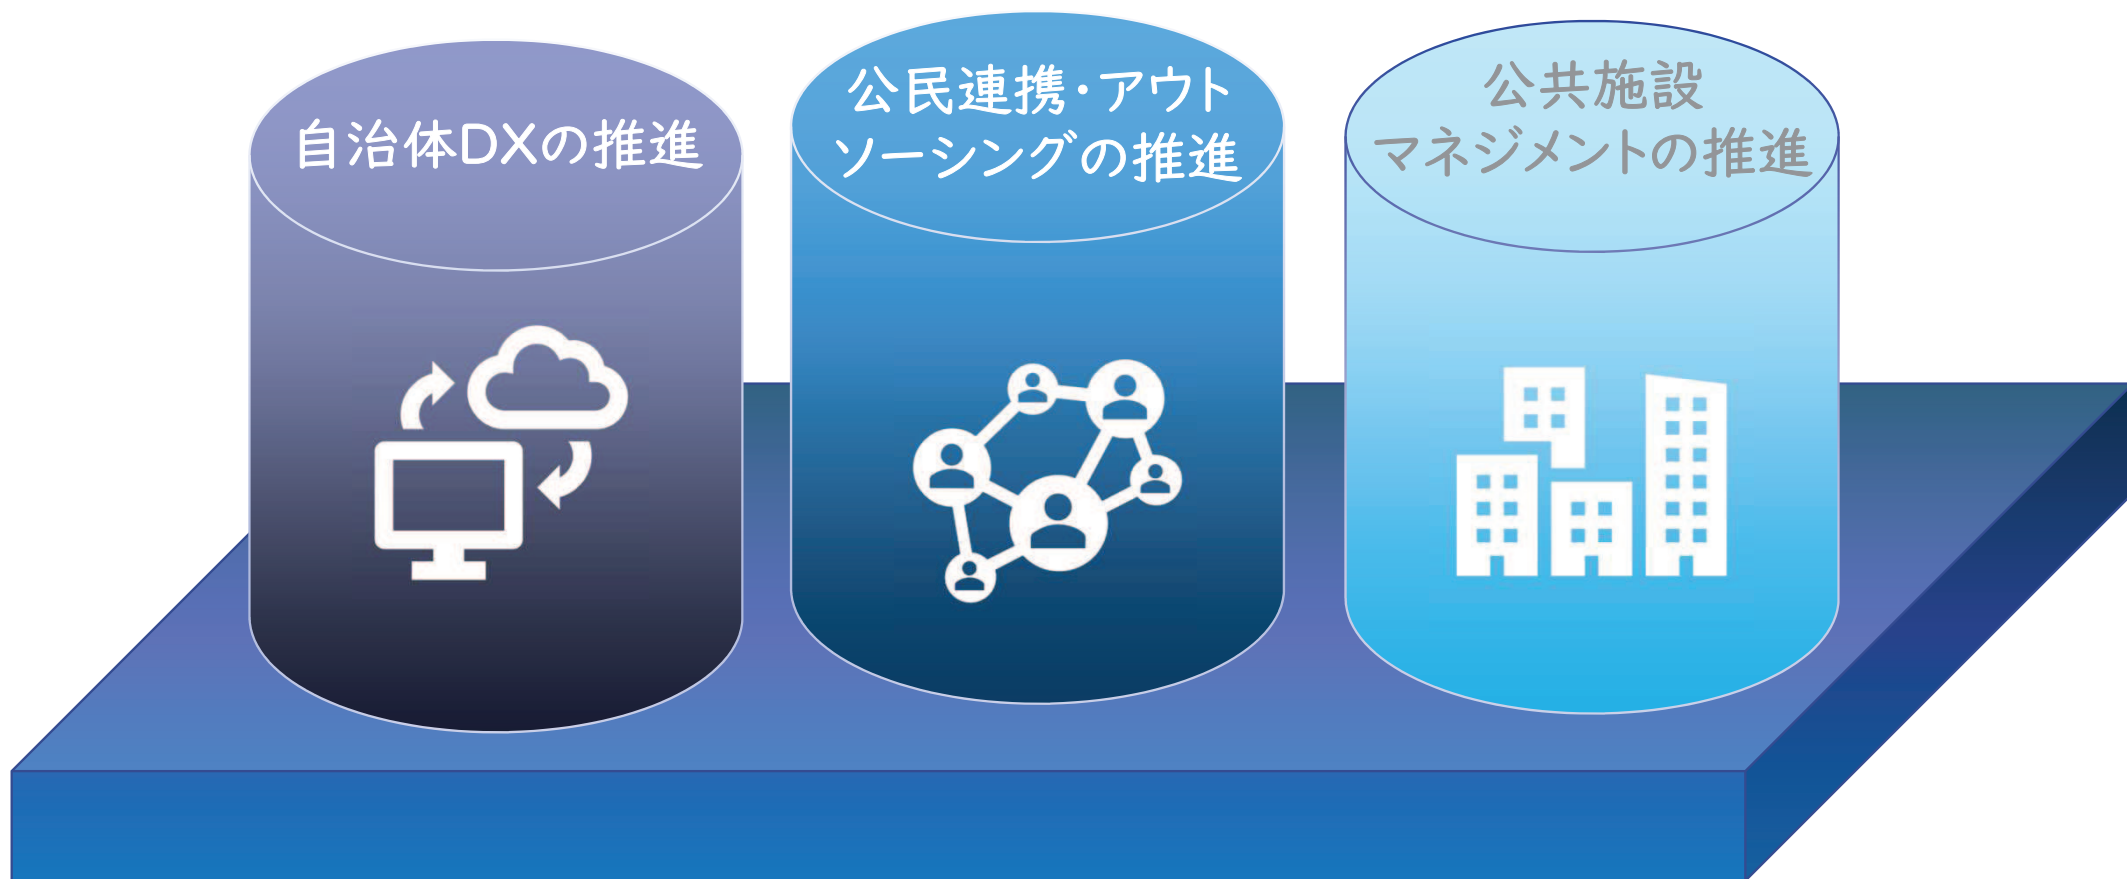 自治体DXの推進
公民連携・アウト
ソーシングの推進
公共施設
マネジメントの推進